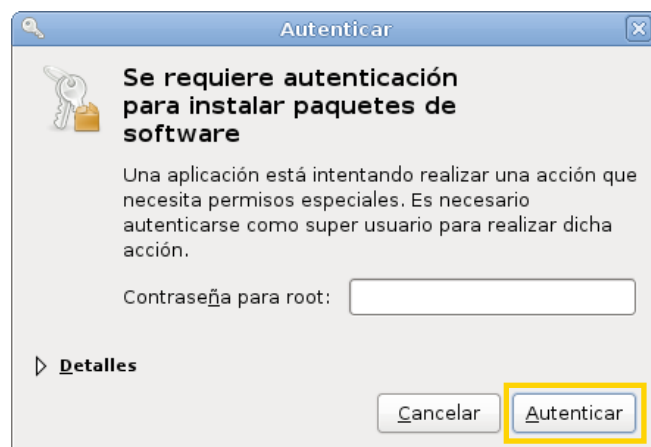 Autenticar
Se requiere autenticación
para instalar paquetes de
software
Una aplicación está intentando realizar una acción que
necesita permisos especiales. Es necesario
autenticarse como super usuario para realizar dicha
acción.
Contraseña para root:
Detalles
Cancelar
Autenticar